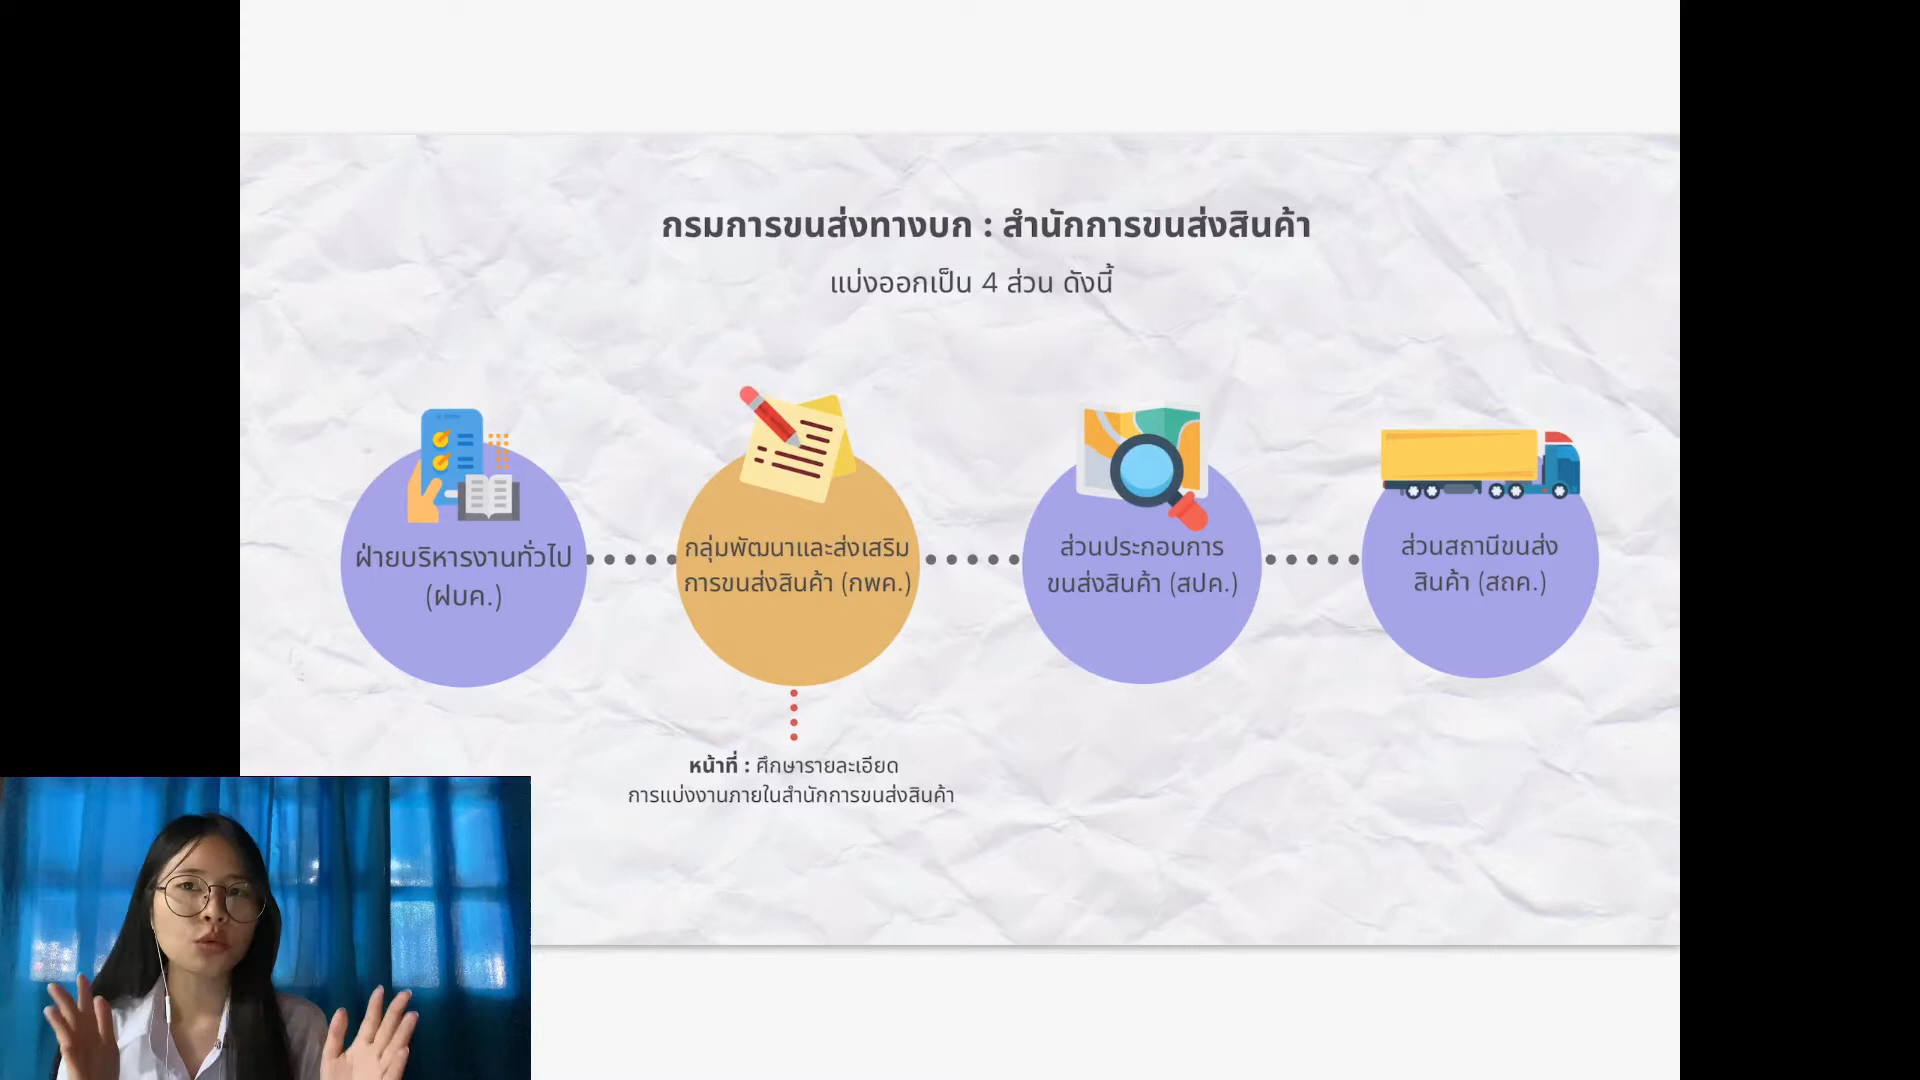 กรมการขนส่งทางบก : สำนักการขนส่งสินค้า
แบ่งออกเป็น 4 ส่วน ดังนี้
ฝ่ายบริหารงานทั่วไป
(ฝบค.)
กลุ่มพัฒนาและส่งเสริม
การขนส่งสินค้า (กพค.)
ส่วนประกอบการ
ขนส่งสินค้า (สปค.)
ส่วนสถานีขนส่ง
สินค้า (สถค.)
หน้าที่ : ศึกษารายละเอียด
การแบ่งงานภายในสำนักการขนส่งสินค้า